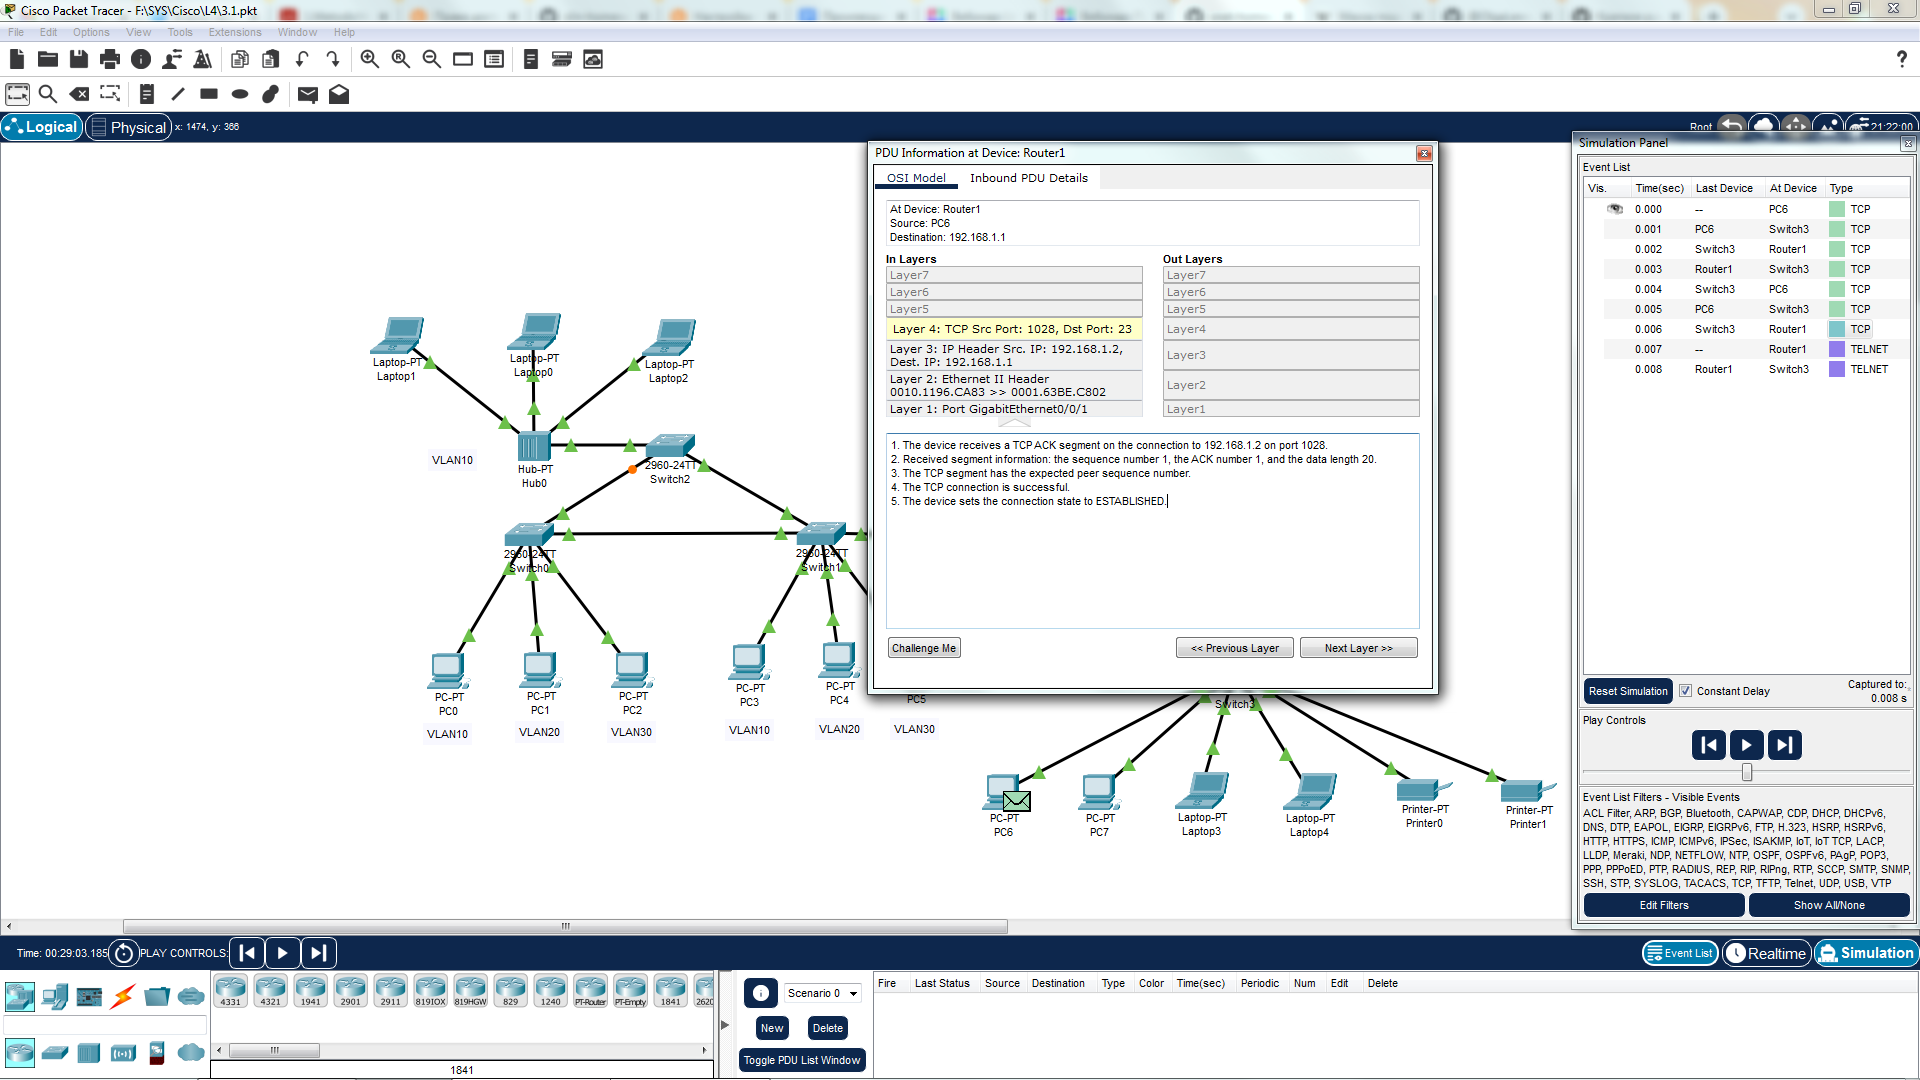 Cisco Packet Tracer - F:\SYS\Cisco\L4\3.1.pkt
File Edit Options View Tools Extensions Window Help
Logical Physical x: 1474, y: 366
Root 21:22:00
Laptop-PT
Laptop1
Laptop-PT
Laptop0
Laptop-PT
Laptop2
VLAN10
Hub-PT
Hub0
2960-24TT
Switch2
2960-24TT
Switch0
2960-24TT
Switch1
PC-PT
PC0
PC-PT
PC1
PC-PT
PC2
PC-PT
PC3
PC-PT
PC4
PC5
VLAN10
VLAN20
VLAN30
VLAN10
VLAN20
VLAN30
Switch3
PC-PT
PC6
PC-PT
PC7
Laptop-PT
Laptop3
Laptop-PT
Laptop4
Printer-PT
Printer0
Printer-PT
Printer1
PDU Information at Device: Router1
OSI Model Inbound PDU Details
At Device: Router1
Source: PC6
Destination: 192.168.1.1
In Layers
Layer7
Layer6
Layer5
Layer 4: TCP Src Port: 1028, Dst Port: 23
Layer 3: IP Header Src. IP: 192.168.1.2,
Dest. IP: 192.168.1.1
Layer 2: Ethernet II Header
0010.1196.CA83 >> 0001.63BE.C802
Layer 1: Port GigabitEthernet0/0/1
Out Layers
Layer7
Layer6
Layer5
Layer4
Layer3
Layer2
Layer1
1. The device receives a TCP ACK segment on the connection to 192.168.1.2 on port 1028.
2. Received segment information: the sequence number 1, the ACK number 1, and the data length 20.
3. The TCP segment has the expected peer sequence number.
4. The TCP connection is successful.
5. The device sets the connection state to ESTABLISHED.
Challenge Me << Previous Layer Next Layer >>
Simulation Panel
Event List
Vis. Time(sec) Last Device At Device Type
0.000 -- PC6 TCP
0.001 PC6 Switch3 TCP
0.002 Switch3 Router1 TCP
0.003 Router1 Switch3 TCP
0.004 Switch3 PC6 TCP
0.005 PC6 Switch3 TCP
0.006 Switch3 Router1 TCP
0.007 -- Router1 TELNET
0.008 Router1 Switch3 TELNET
Reset Simulation Constant Delay
Captured to:
0.008 s
Play Controls
Event List Filters - Visible Events
ACL Filter, ARP, BGP, Bluetooth, CAPWAP, CDP, DHCP, DHCPv6,
DNS, DTP, EAPOL, EIGRP, EIGRPv6, FTP, H.323, HSRP, HSRPv6,
HTTP, HTTPS, ICMP, ICMPv6, IPSec, ISAKMP, IoT, IoT TCP, LACP,
LLDP, Meraki, NDP, NETFLOW, NTP, OSPF, OSPFv6, PAgP, POP3,
PPP, PPPoED, PTP, RADIUS, REP, RIP, RIPng, RTP, SCCP, SMTP, SNMP,
SSH, STP, SYSLOG, TACACS, TCP, TFTP, Telnet, UDP, USB, VTP
Edit Filters Show All/None
Time: 00:29:03.185 PLAY CONTROLS:
Event List Realtime Simulation
4331 4321 1941 2901 2911 819IOX 819HGW 829 1240 PT-Router PT-Empty 1841 2620
1841
Scenario 0
New Delete
Toggle PDU List Window
Fire Last Status Source Destination Type Color Time(sec) Periodic Num Edit Delete